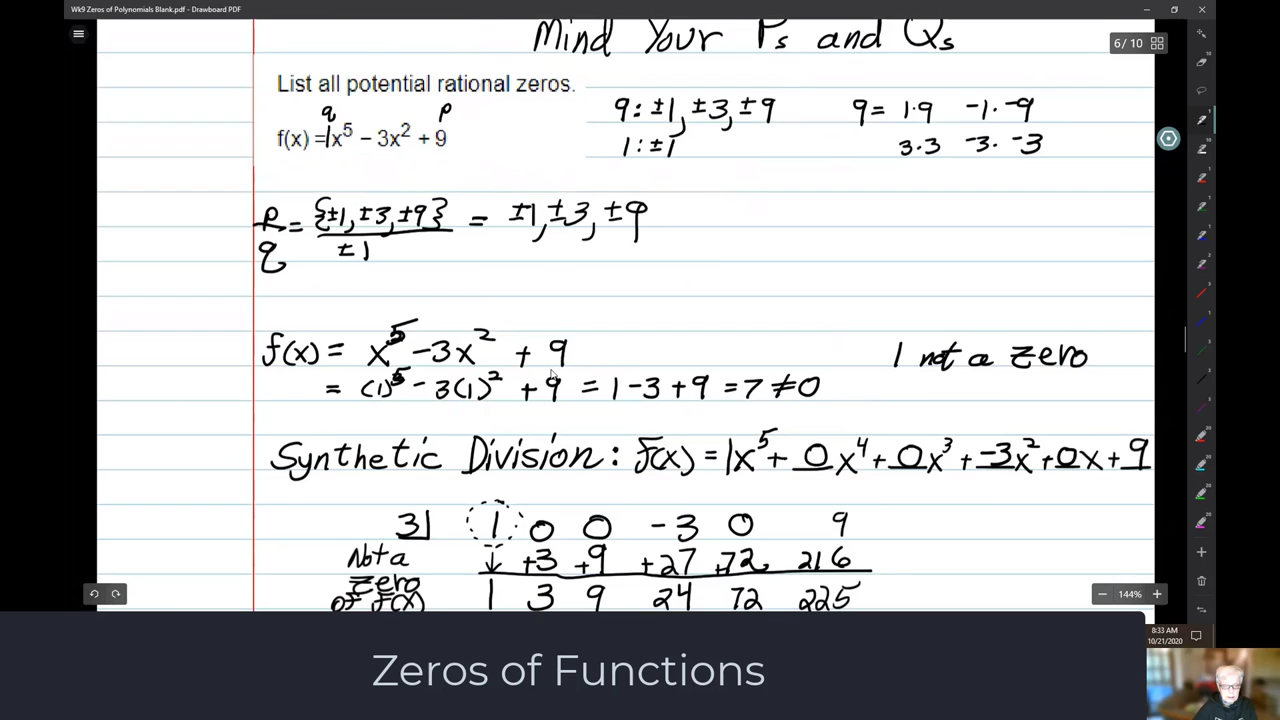 Wk9 Zeros of Polynomials Blank.pdf - Drawboard PDF
Mind Your Ps and Qs
6 / 10
List all potential rational zeros.
q p
f(x) = 1x⁵ − 3x² + 9
9: ±1, ±3, ±9
1: ±1
9 = 1·9 -1·-9
3·3 -3·-3
p/q = {±1, ±3, ±9} / ±1 = ±1, ±3, ±9
f(x) = x⁵ - 3x² + 9
1 not a zero
= (1)⁵ - 3(1)² + 9 = 1 - 3 + 9 = 7 ≠ 0
Synthetic Division: f(x) = 1x⁵ + 0x⁴ + 0x³ + -3x² + 0x + 9
3| 1 0 0 -3 0 9
Not a ↓ +3 +9 +27 +72 216
zero
of f(x) 1 3 9 24 72 225
144%
8:33 AM
10/21/2020
Zeros of Functions